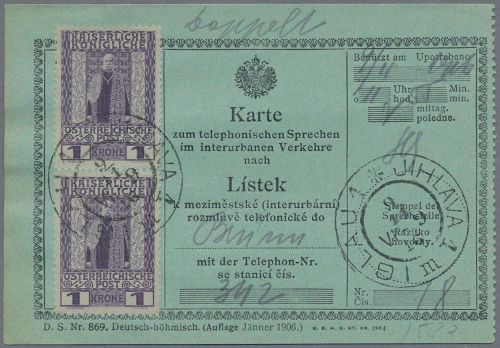 Doppelt
KAISERLICHE
KÖNIGLICHE
ÖSTERREICHISCHE
POST
1 KRONE 1
KAISERLICHE
KÖNIGLICHE
ÖSTERREICHISCHE
POST
1 KRONE 1
Karte
zum telephonischen Sprechen
im interurbanen Verkehre
nach
Lístek
meziměstské (interurbární)
rozmluvě telefonické do
Brünn
mit der Telephon-Nr.
se stanicí čís.
342
Benützt am Upotřebeno
Uhr Min.
hod. min.
mittag.
poledne.
IGLAU JIHLAVA 1
Stempel der
Sprechstelle
Razítko
hovorny.
Nr.
Čís. 18
D. S. Nr. 869. Deutsch-böhmisch. (Auflage Jänner 1906.)